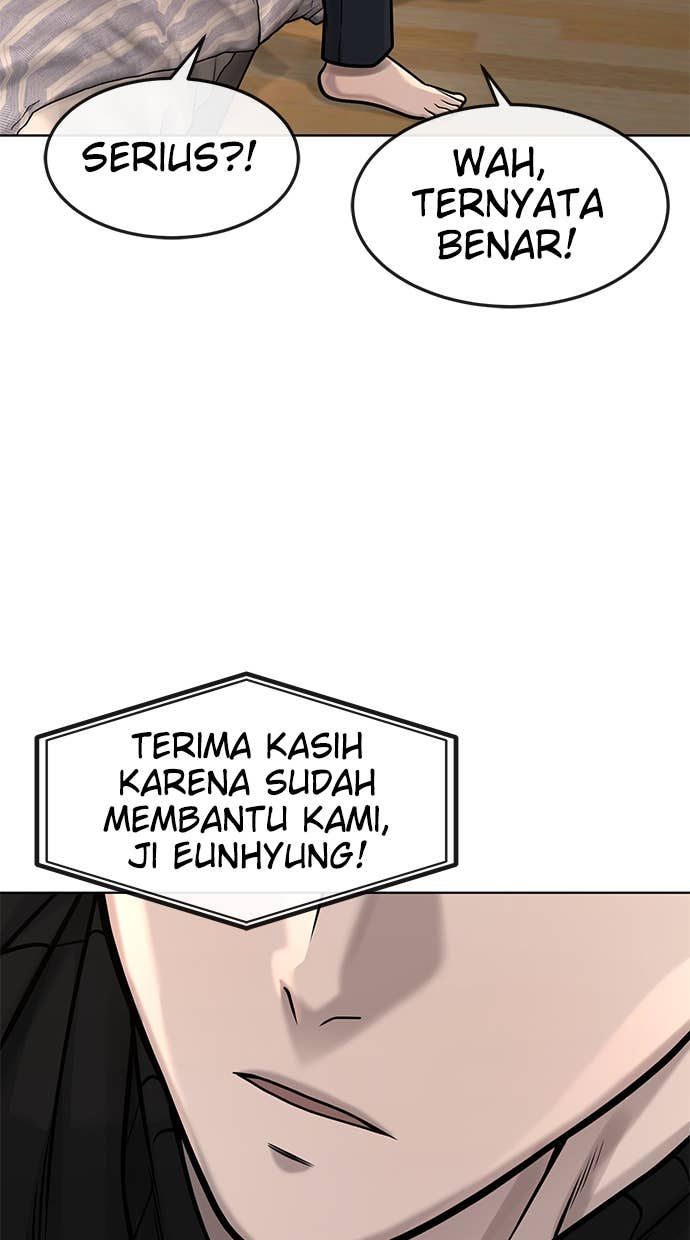 SERIUS?!
WAH,
TERNYATA
BENAR!
TERIMA KASIH
KARENA SUDAH
MEMBANTU KAMI,
JI EUNHYUNG!